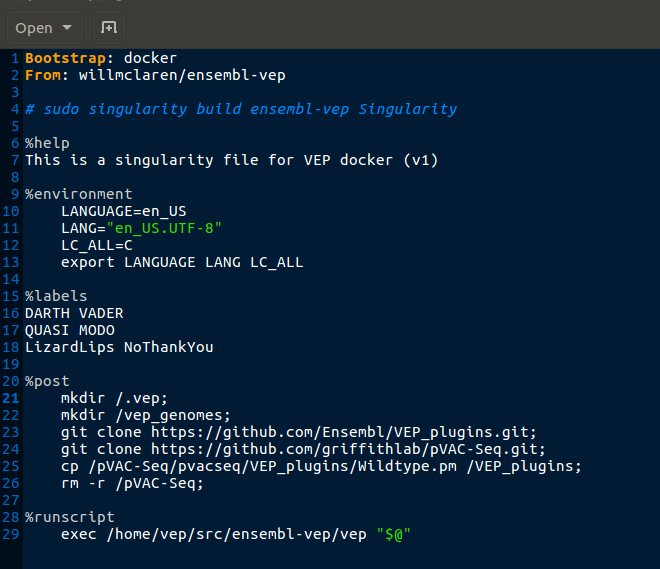 Open
1 Bootstrap: docker
2 From: willmclaren/ensembl-vep
3
4 # sudo singularity build ensembl-vep Singularity
5
6 %help
7 This is a singularity file for VEP docker (v1)
8
9 %environment
10     LANGUAGE=en_US
11     LANG="en_US.UTF-8"
12     LC_ALL=C
13     export LANGUAGE LANG LC_ALL
14
15 %labels
16 DARTH VADER
17 QUASI MODO
18 LizardLips NoThankYou
19
20 %post
21     mkdir /.vep;
22     mkdir /vep_genomes;
23     git clone https://github.com/Ensembl/VEP_plugins.git;
24     git clone https://github.com/griffithlab/pVAC-Seq.git;
25     cp /pVAC-Seq/pvacseq/VEP_plugins/Wildtype.pm /VEP_plugins;
26     rm -r /pVAC-Seq;
27
28 %runscript
29     exec /home/vep/src/ensembl-vep/vep "$@"